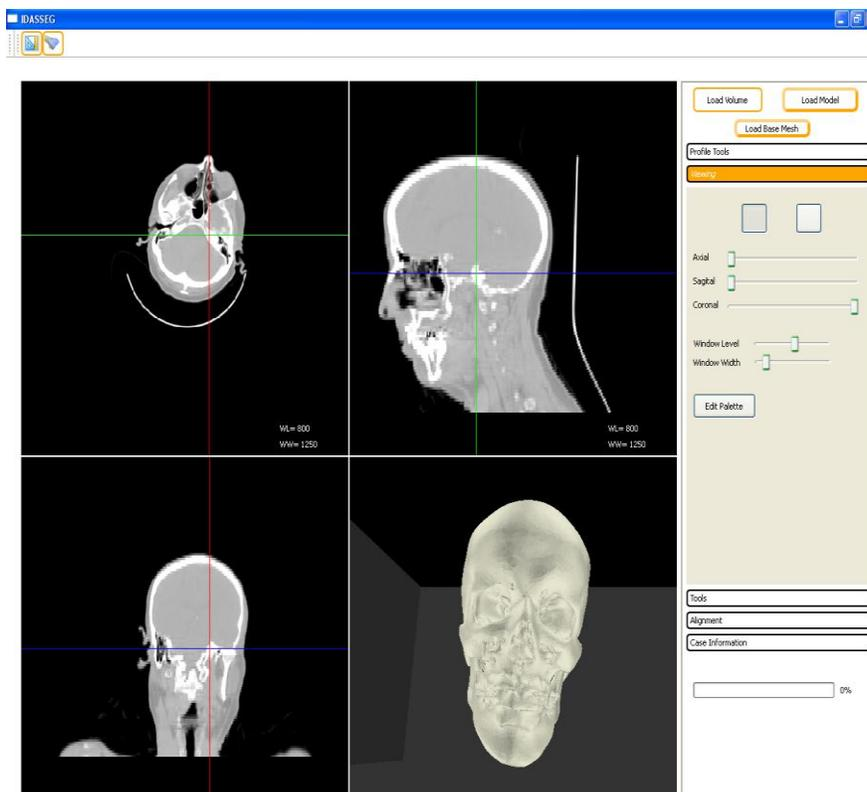 IDASSEG
Load Volume
Load Model
Load Base Mesh
Profile Tools
Viewing
Axial
Sagital
Coronal
Window Level
Window Width
Edit Palette
WL= 800
WW= 1250
WL= 800
WW= 1250
Tools
Alignment
Case Information
0%